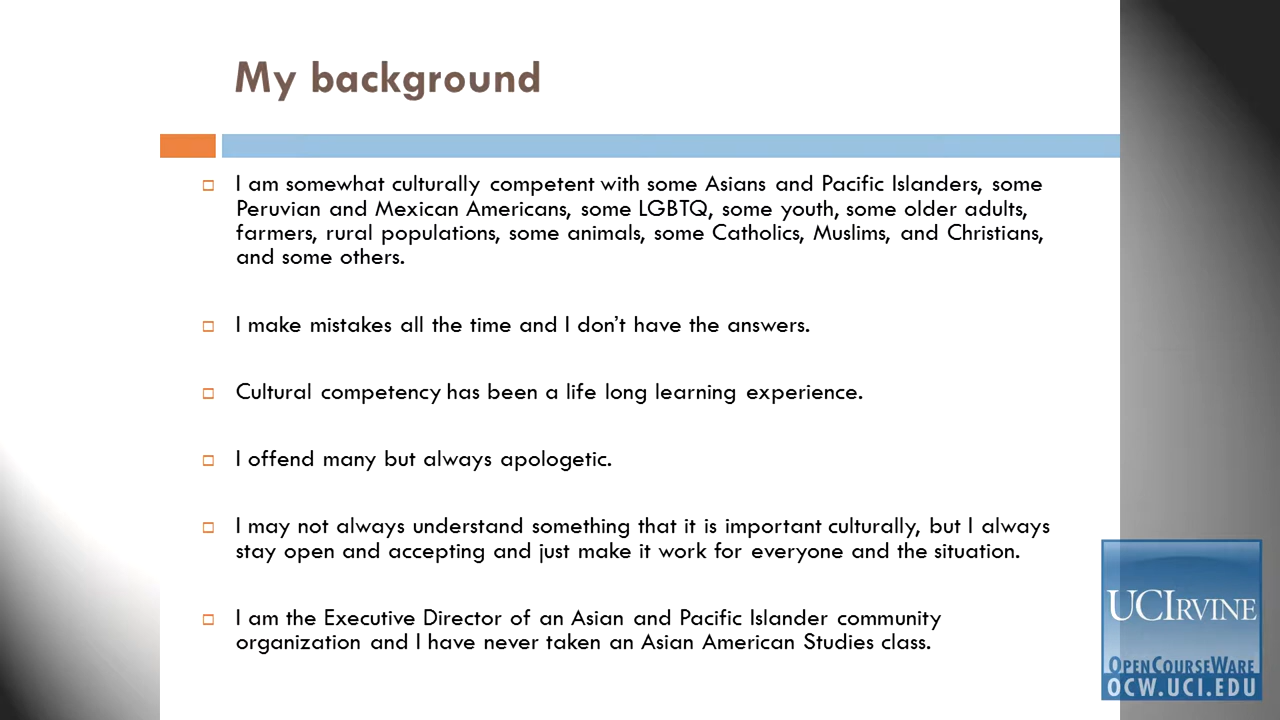 My background
I am somewhat culturally competent with some Asians and Pacific Islanders, some
Peruvian and Mexican Americans, some LGBTQ, some youth, some older adults,
farmers, rural populations, some animals, some Catholics, Muslims, and Christians,
and some others.
I make mistakes all the time and I don’t have the answers.
Cultural competency has been a life long learning experience.
I offend many but always apologetic.
I may not always understand something that it is important culturally, but I always
stay open and accepting and just make it work for everyone and the situation.
I am the Executive Director of an Asian and Pacific Islander community
organization and I have never taken an Asian American Studies class.
UCIRVINE
OPENCOURSEWARE
OCW.UCI.EDU